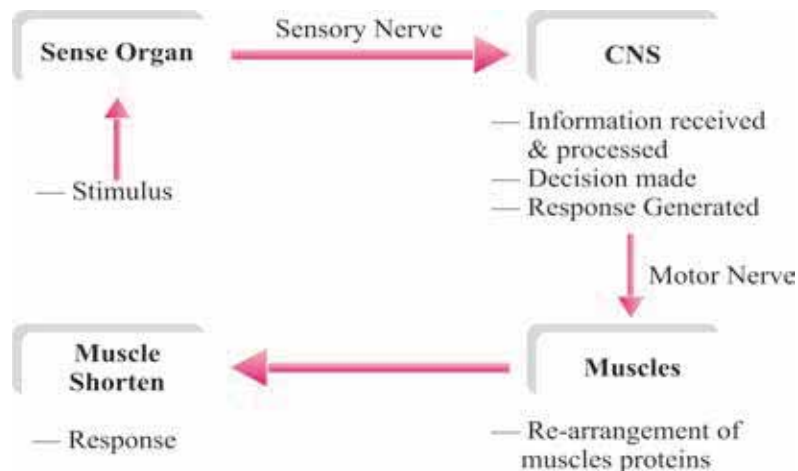 Sensory Nerve
Sense Organ
CNS
— Stimulus
— Information received
& processed
— Decision made
— Response Generated
Motor Nerve
Muscle
Shorten
Muscles
— Response
— Re-arrangement of
muscles proteins